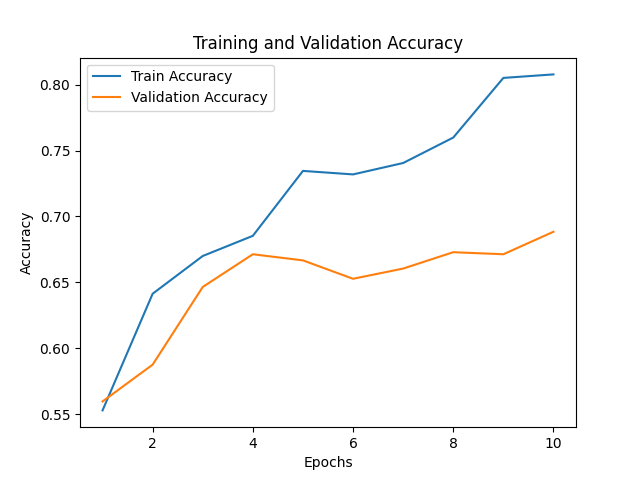 Training and Validation Accuracy
Train Accuracy
Validation Accuracy
0.80
0.75
0.70
0.65
0.60
0.55
Accuracy
2 4 6 8 10
Epochs